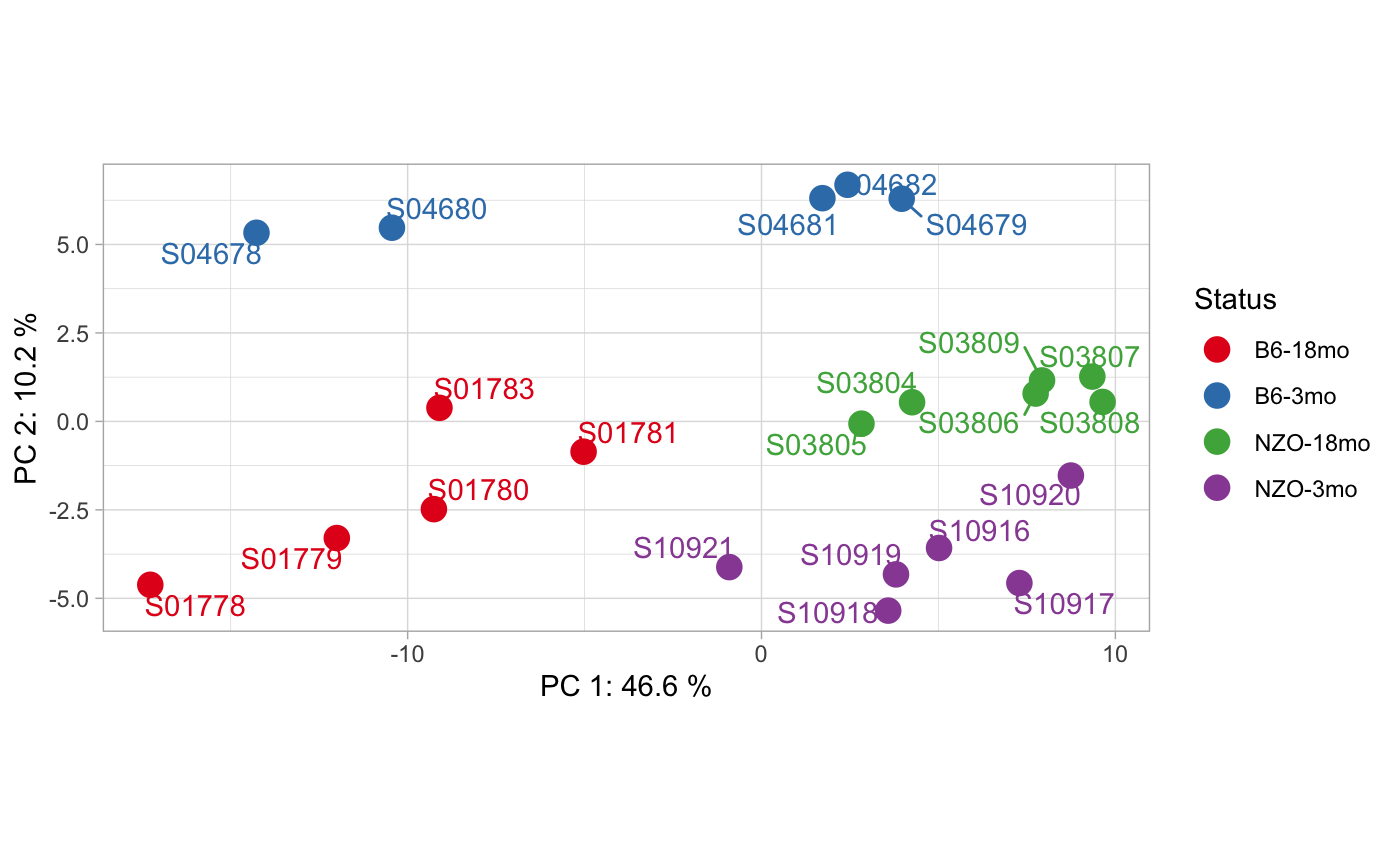 S04682
S04680
S04681
S04679
S04678
5.0
2.5
0.0
-2.5
-5.0
PC 2: 10.2 %
S03809
S03807
S03804
S01783
S03806
S03808
S01781
S03805
S01780
S10920
S10916
S10921
S10919
S01779
S10917
S01778
S10918
-10
0
10
PC 1: 46.6 %
Status
B6-18mo
B6-3mo
NZO-18mo
NZO-3mo